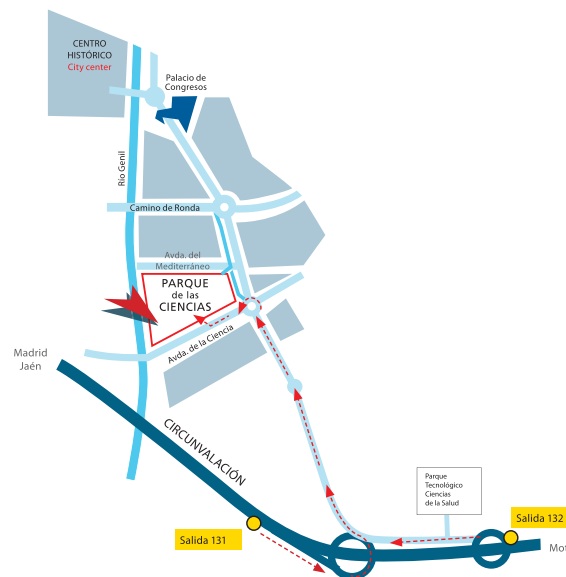 CENTRO
HISTÓRICO
City center
Palacio de
Congresos
Río Genil
Camino de Ronda
Avda. del
Mediterráneo
PARQUE
de las
CIENCIAS
Avda. de la Ciencia
Madrid
Jaén
CIRCUNVALACIÓN
Parque
Tecnológico
Ciencias
de la Salud
Salida 132
Salida 131
Mot